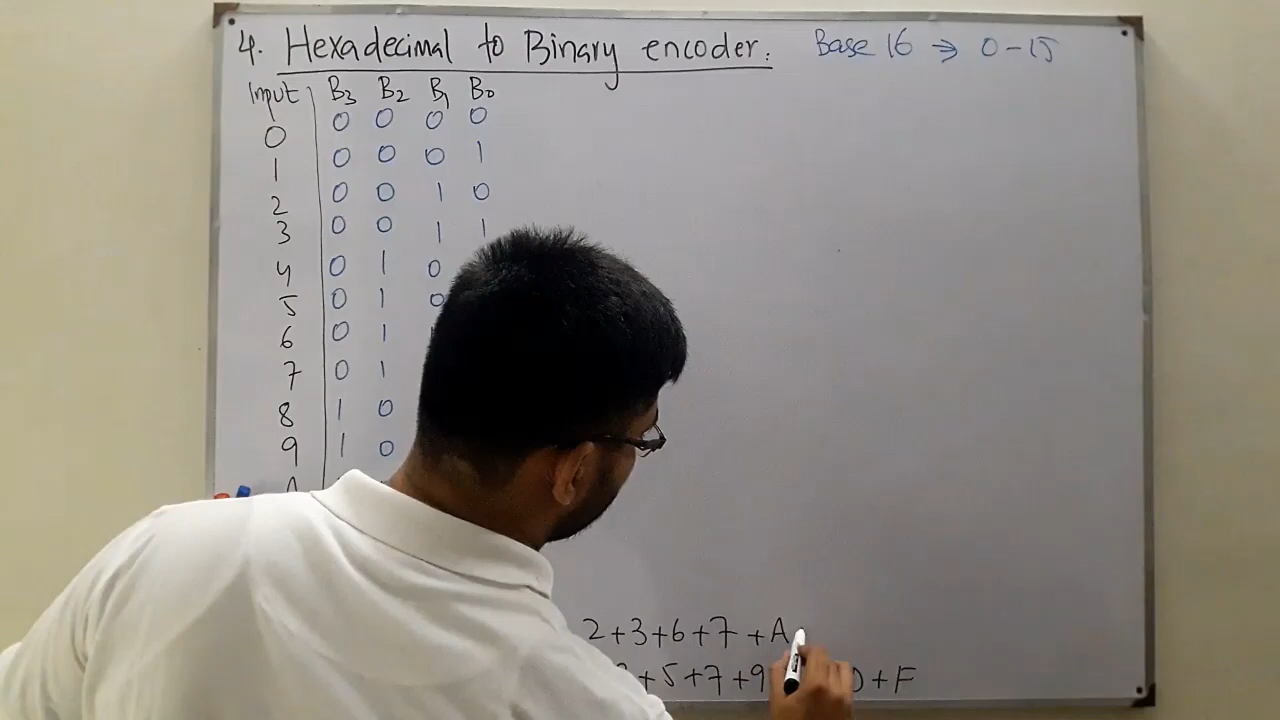 4. Hexadecimal to Binary encoder. Base 16 → 0-15
Input B3 B2 B1 B0
0 0 0 0 0
1 0 0 0 1
2 0 0 1 0
3 0 0 1 1
4 0 1 0
5 0 1 0
6 0 1
7 0 1
8 1 0
9 1 0
2+3+6+7+A
+5+7+9 +F